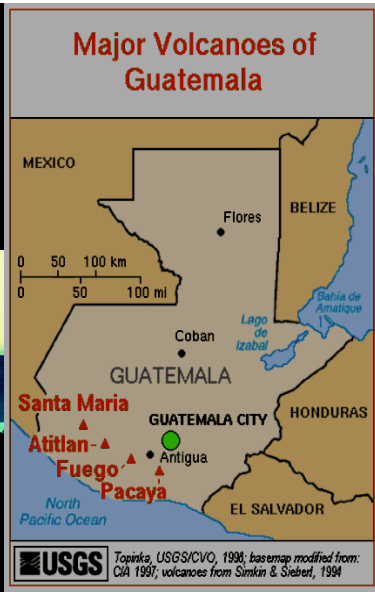 Major Volcanoes of
Guatemala
MEXICO
Flores
BELIZE
0 50 100 km
0 50 100 mi
Bahia de
Amatique
Lago
de
Izabal
Coban
GUATEMALA
Santa Maria
GUATEMALA CITY
HONDURAS
Atitlan
Antigua
Fuego
Pacaya
EL SALVADOR
North
Pacific Ocean
USGS
Topinka, USGS/CVO, 1998; basemap modified from:
CIA 1997; volcanoes from Simkin & Siebert, 1994